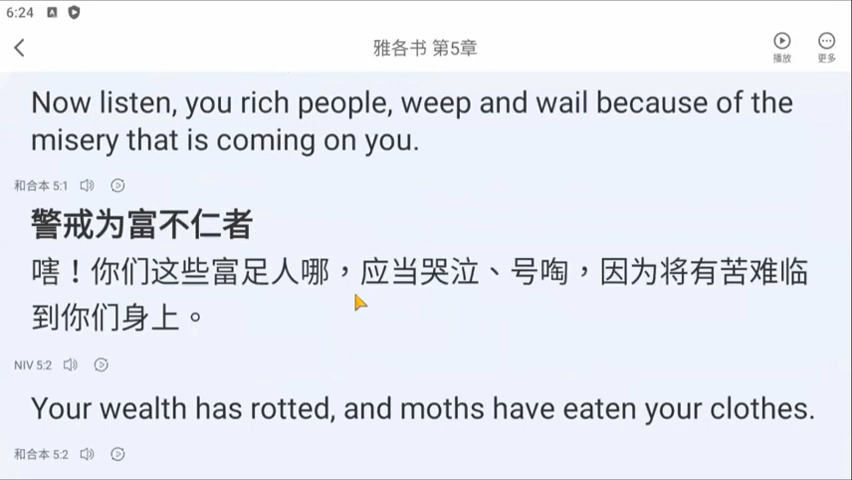 6:24
雅各书 第5章
播放
更多
Now listen, you rich people, weep and wail because of the
misery that is coming on you.
和合本 5:1
警戒为富不仁者
嗐！你们这些富足人哪，应当哭泣、号啕，因为将有苦难临
到你们身上。
NIV 5:2
Your wealth has rotted, and moths have eaten your clothes.
和合本 5:2